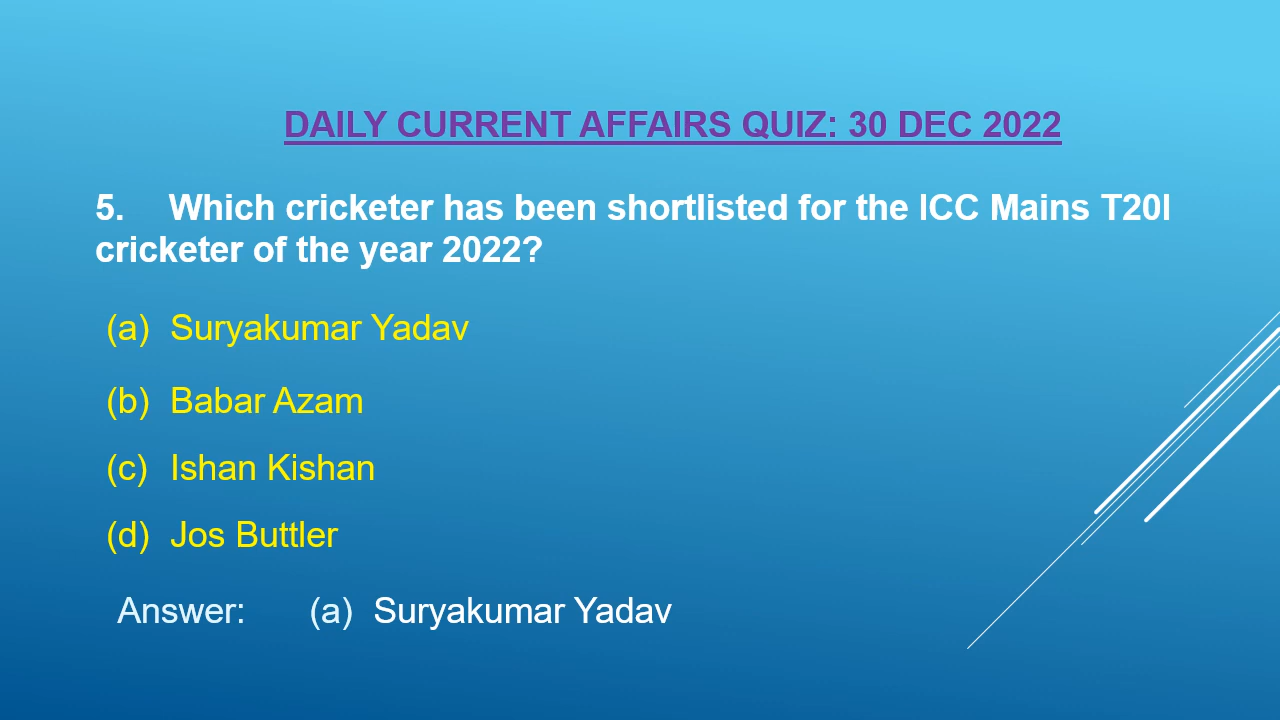 DAILY CURRENT AFFAIRS QUIZ: 30 DEC 2022
5. Which cricketer has been shortlisted for the ICC Mains T20I
cricketer of the year 2022?
(a) Suryakumar Yadav
(b) Babar Azam
(c) Ishan Kishan
(d) Jos Buttler
Answer: (a) Suryakumar Yadav